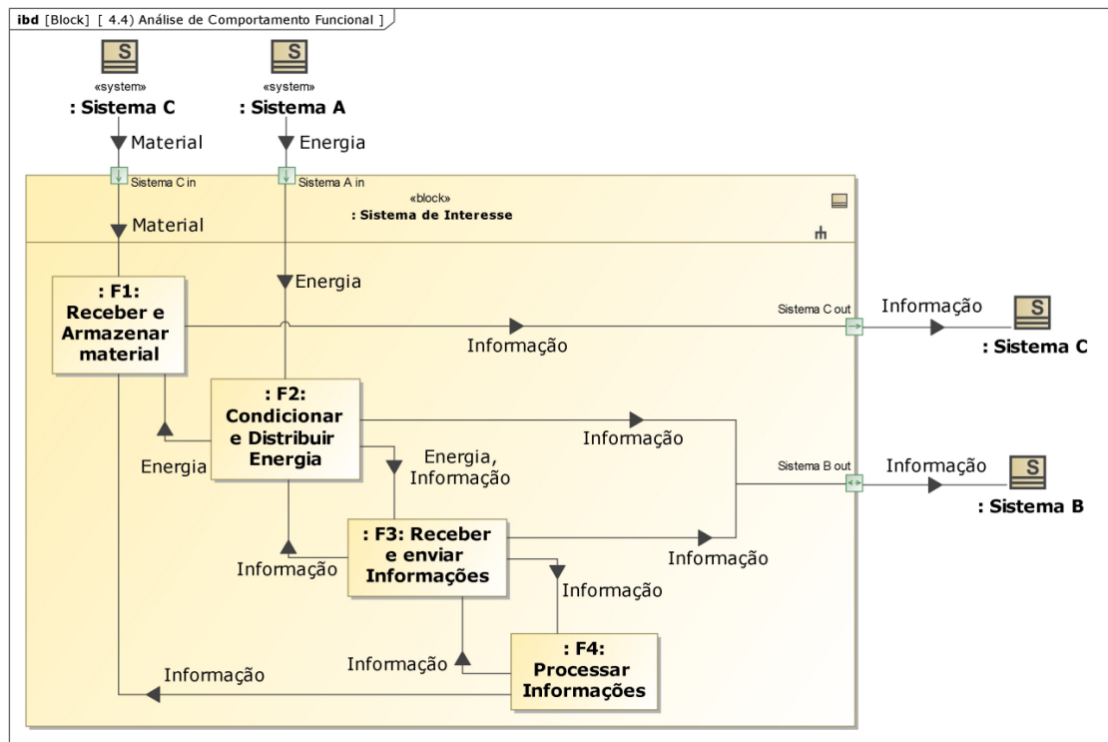 ibd [Block] [ 4.4) Análise de Comportamento Funcional ]
S
«system»
: Sistema C
S
«system»
: Sistema A
Material
Energia
Sistema C in
Sistema A in
«block»
: Sistema de Interesse
Material
Energia
: F1:
Receber e
Armazenar
material
Informação
Sistema C out
Informação
S
: Sistema C
: F2:
Condicionar
e Distribuir
Energia
Energia
Informação
Energia,
Informação
Sistema B out
Informação
S
: Sistema B
: F3: Receber
e enviar
Informações
Informação
Informação
Informação
: F4:
Processar
Informações
Informação
Informação